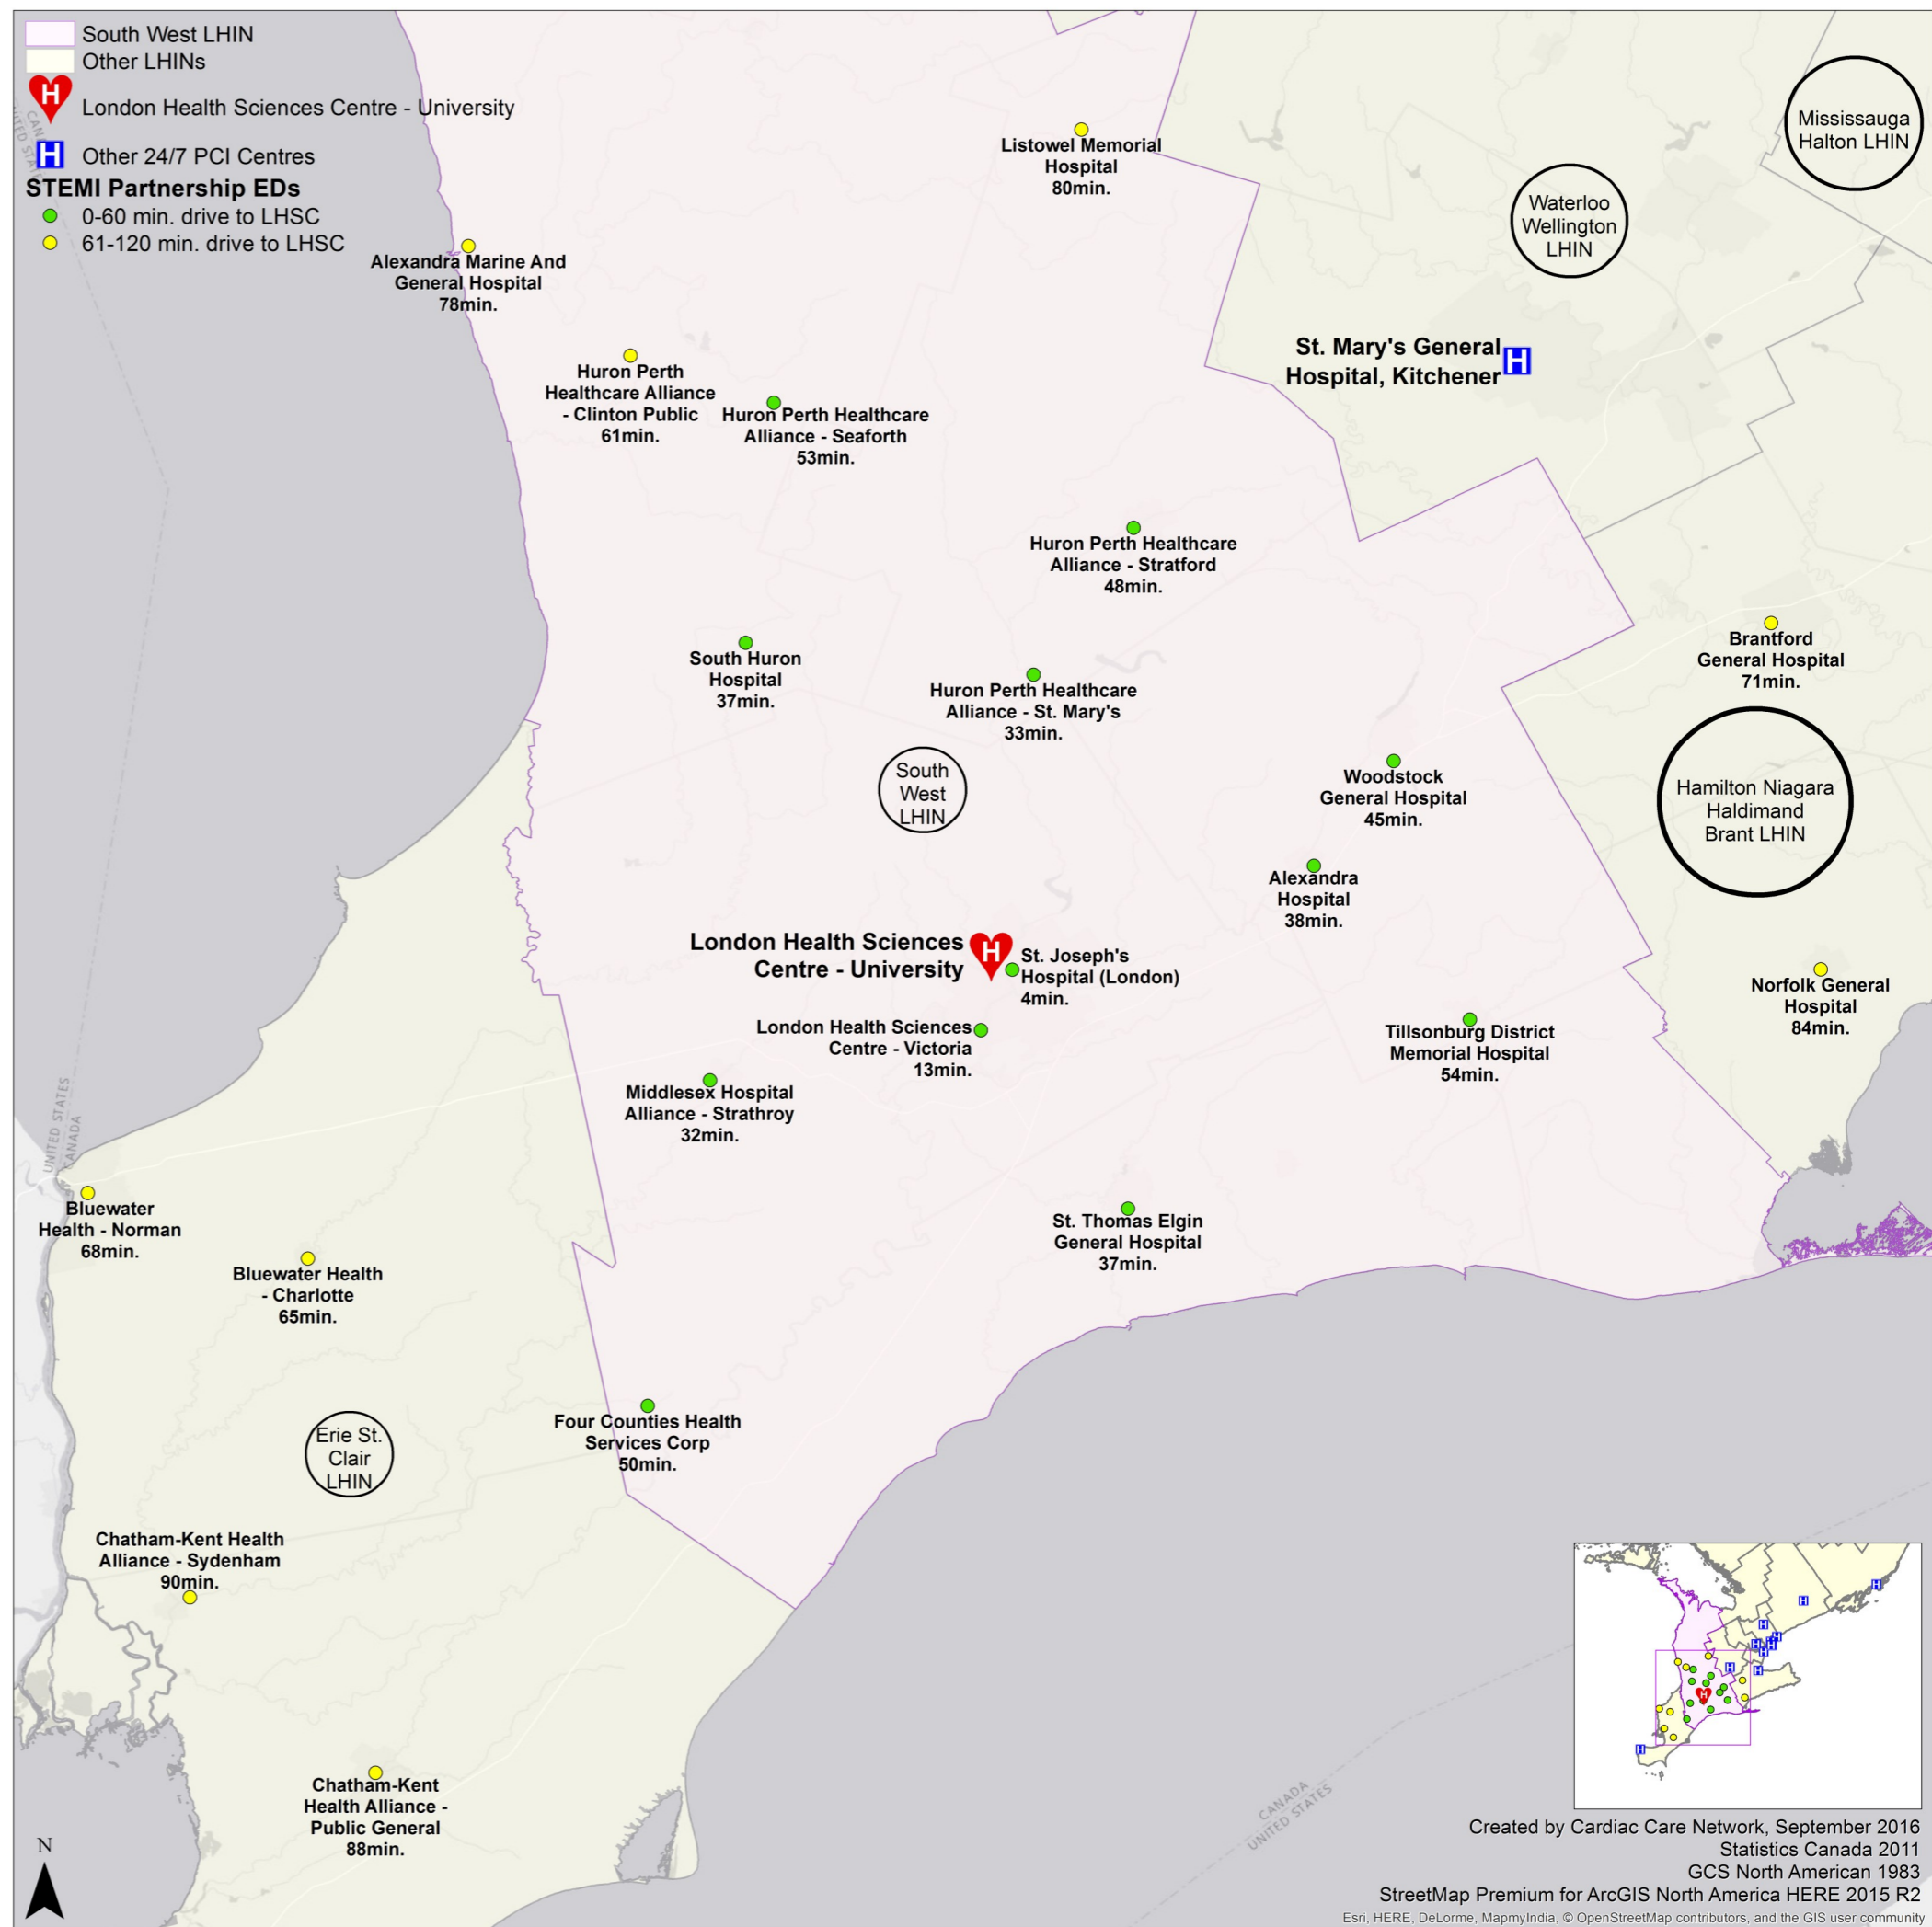 South West LHIN
Other LHINs
H
London Health Sciences Centre - University
H
Other 24/7 PCI Centres
STEMI Partnership EDs
0-60 min. drive to LHSC
61-120 min. drive to LHSC
Mississauga
Halton LHIN
Listowel Memorial
Hospital
80min.
Waterloo
Wellington
LHIN
Alexandra Marine And
General Hospital
78min.
St. Mary's General
Hospital, Kitchener
H
Huron Perth
Healthcare Alliance
- Clinton Public
61min.
Huron Perth Healthcare
Alliance - Seaforth
53min.
Huron Perth Healthcare
Alliance - Stratford
48min.
South Huron
Hospital
37min.
Huron Perth Healthcare
Alliance - St. Mary's
33min.
Brantford
General Hospital
71min.
South
West
LHIN
Woodstock
General Hospital
45min.
Hamilton Niagara
Haldimand
Brant LHIN
Alexandra
Hospital
38min.
London Health Sciences
Centre - University
H
St. Joseph's
Hospital (London)
4min.
Norfolk General
Hospital
84min.
London Health Sciences
Centre - Victoria
13min.
Tillsonburg District
Memorial Hospital
54min.
Middlesex Hospital
Alliance - Strathroy
32min.
UNITED STATES
CANADA
Bluewater
Health - Norman
68min.
St. Thomas Elgin
General Hospital
37min.
Bluewater Health
- Charlotte
65min.
Four Counties Health
Services Corp
50min.
Erie St.
Clair
LHIN
Chatham-Kent Health
Alliance - Sydenham
90min.
Chatham-Kent
Health Alliance -
Public General
88min.
CANADA
UNITED STATES
N
H
H
H
H
H
H
H
H
H
H
H
H
Created by Cardiac Care Network, September 2016
Statistics Canada 2011
GCS North American 1983
StreetMap Premium for ArcGIS North America HERE 2015 R2
Esri, HERE, DeLorme, MapmyIndia, © OpenStreetMap contributors, and the GIS user community